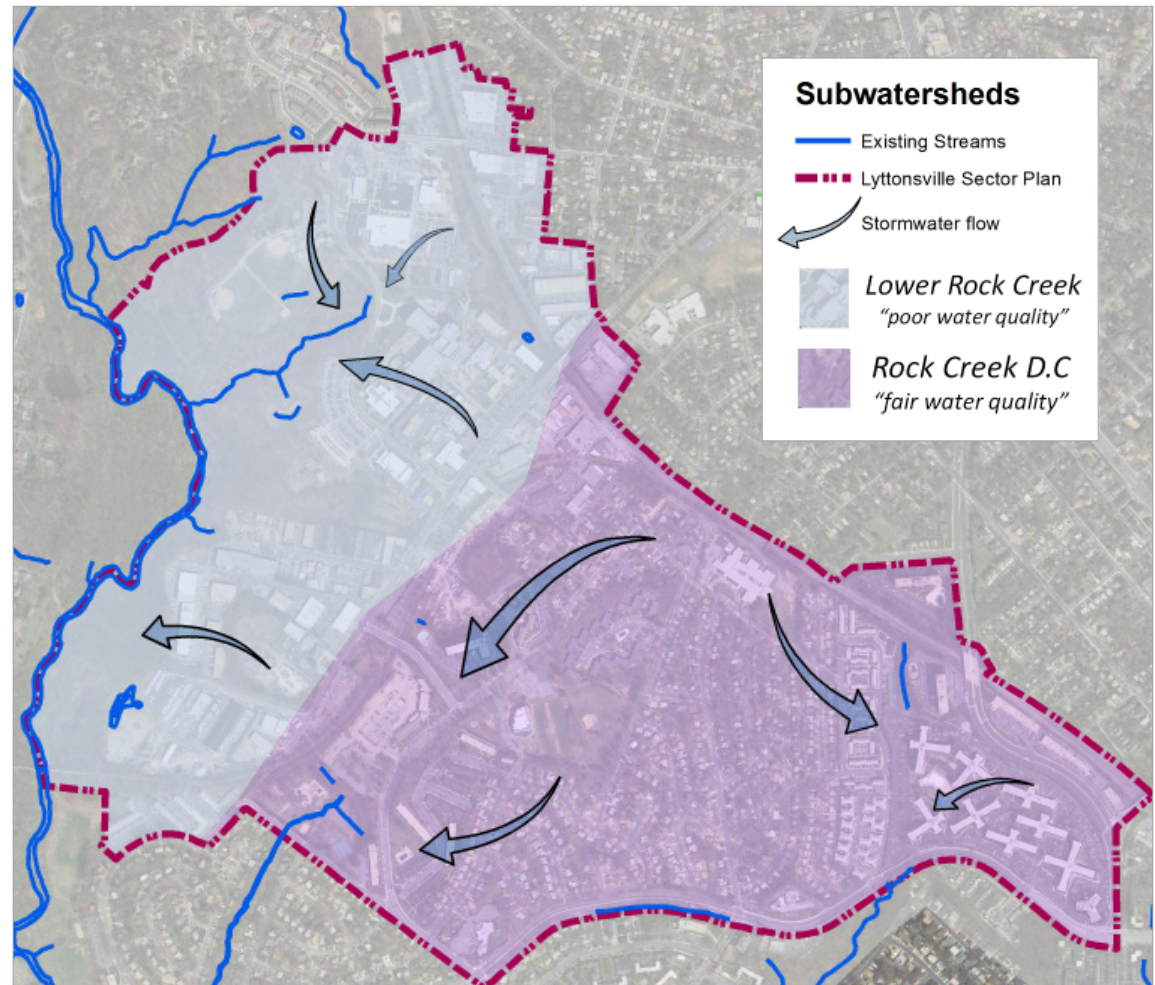 Subwatersheds
Existing Streams
Lyttonsville Sector Plan
Stormwater flow
Lower Rock Creek
“poor water quality”
Rock Creek D.C
“fair water quality”